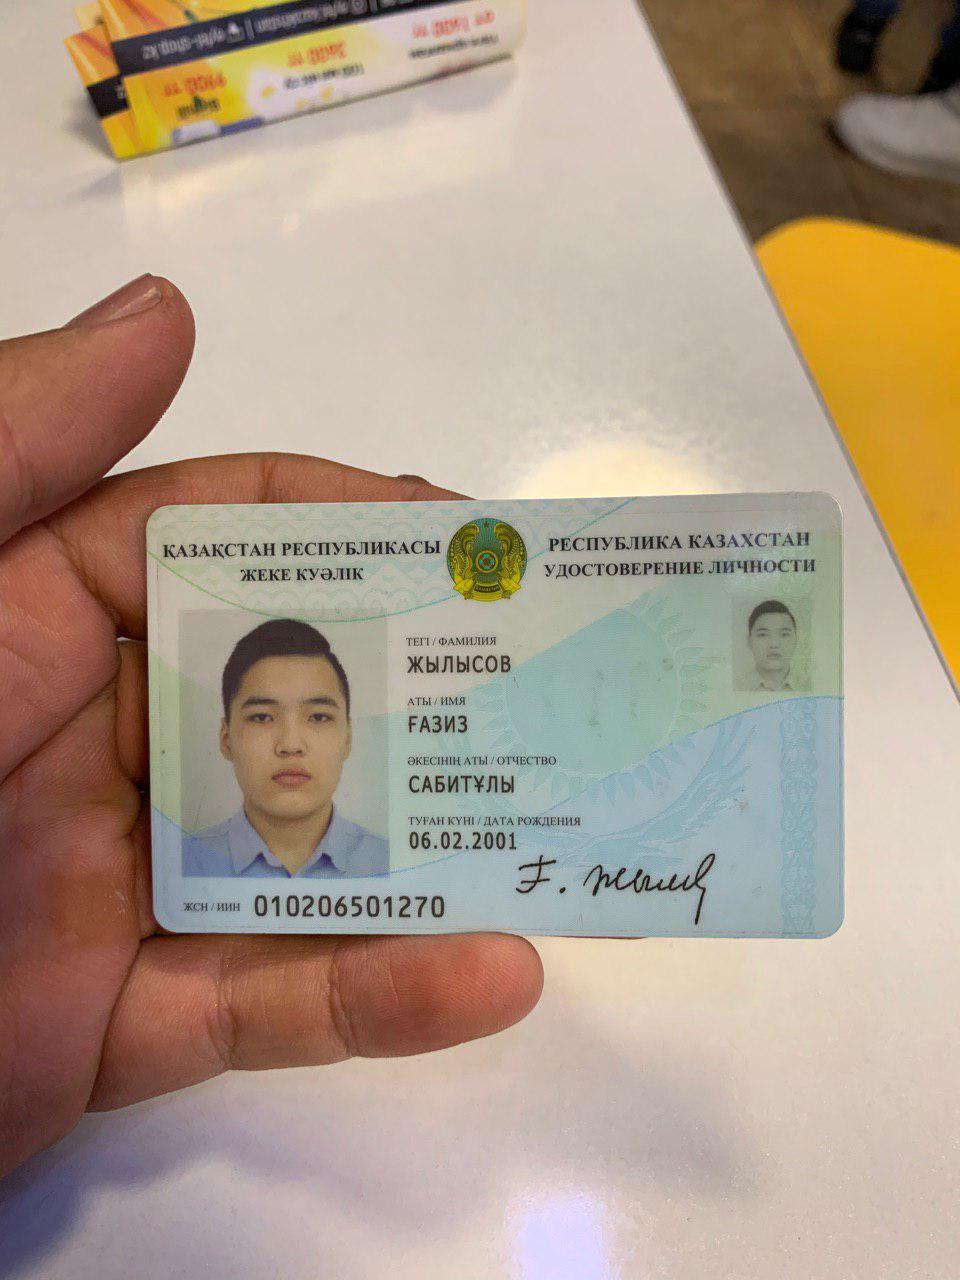 ҚАЗАҚСТАН РЕСПУБЛИКАСЫ
ЖЕКЕ КУӘЛІК
РЕСПУБЛИКА КАЗАХСТАН
УДОСТОВЕРЕНИЕ ЛИЧНОСТИ
ТЕГІ / ФАМИЛИЯ
ЖЫЛЫСОВ
АТЫ / ИМЯ
ҒАЗИЗ
ӘКЕСІНІҢ АТЫ / ОТЧЕСТВО
САБИТҰЛЫ
ТУҒАН КҮНІ / ДАТА РОЖДЕНИЯ
06.02.2001
ЖСН / ИИН 010206501270